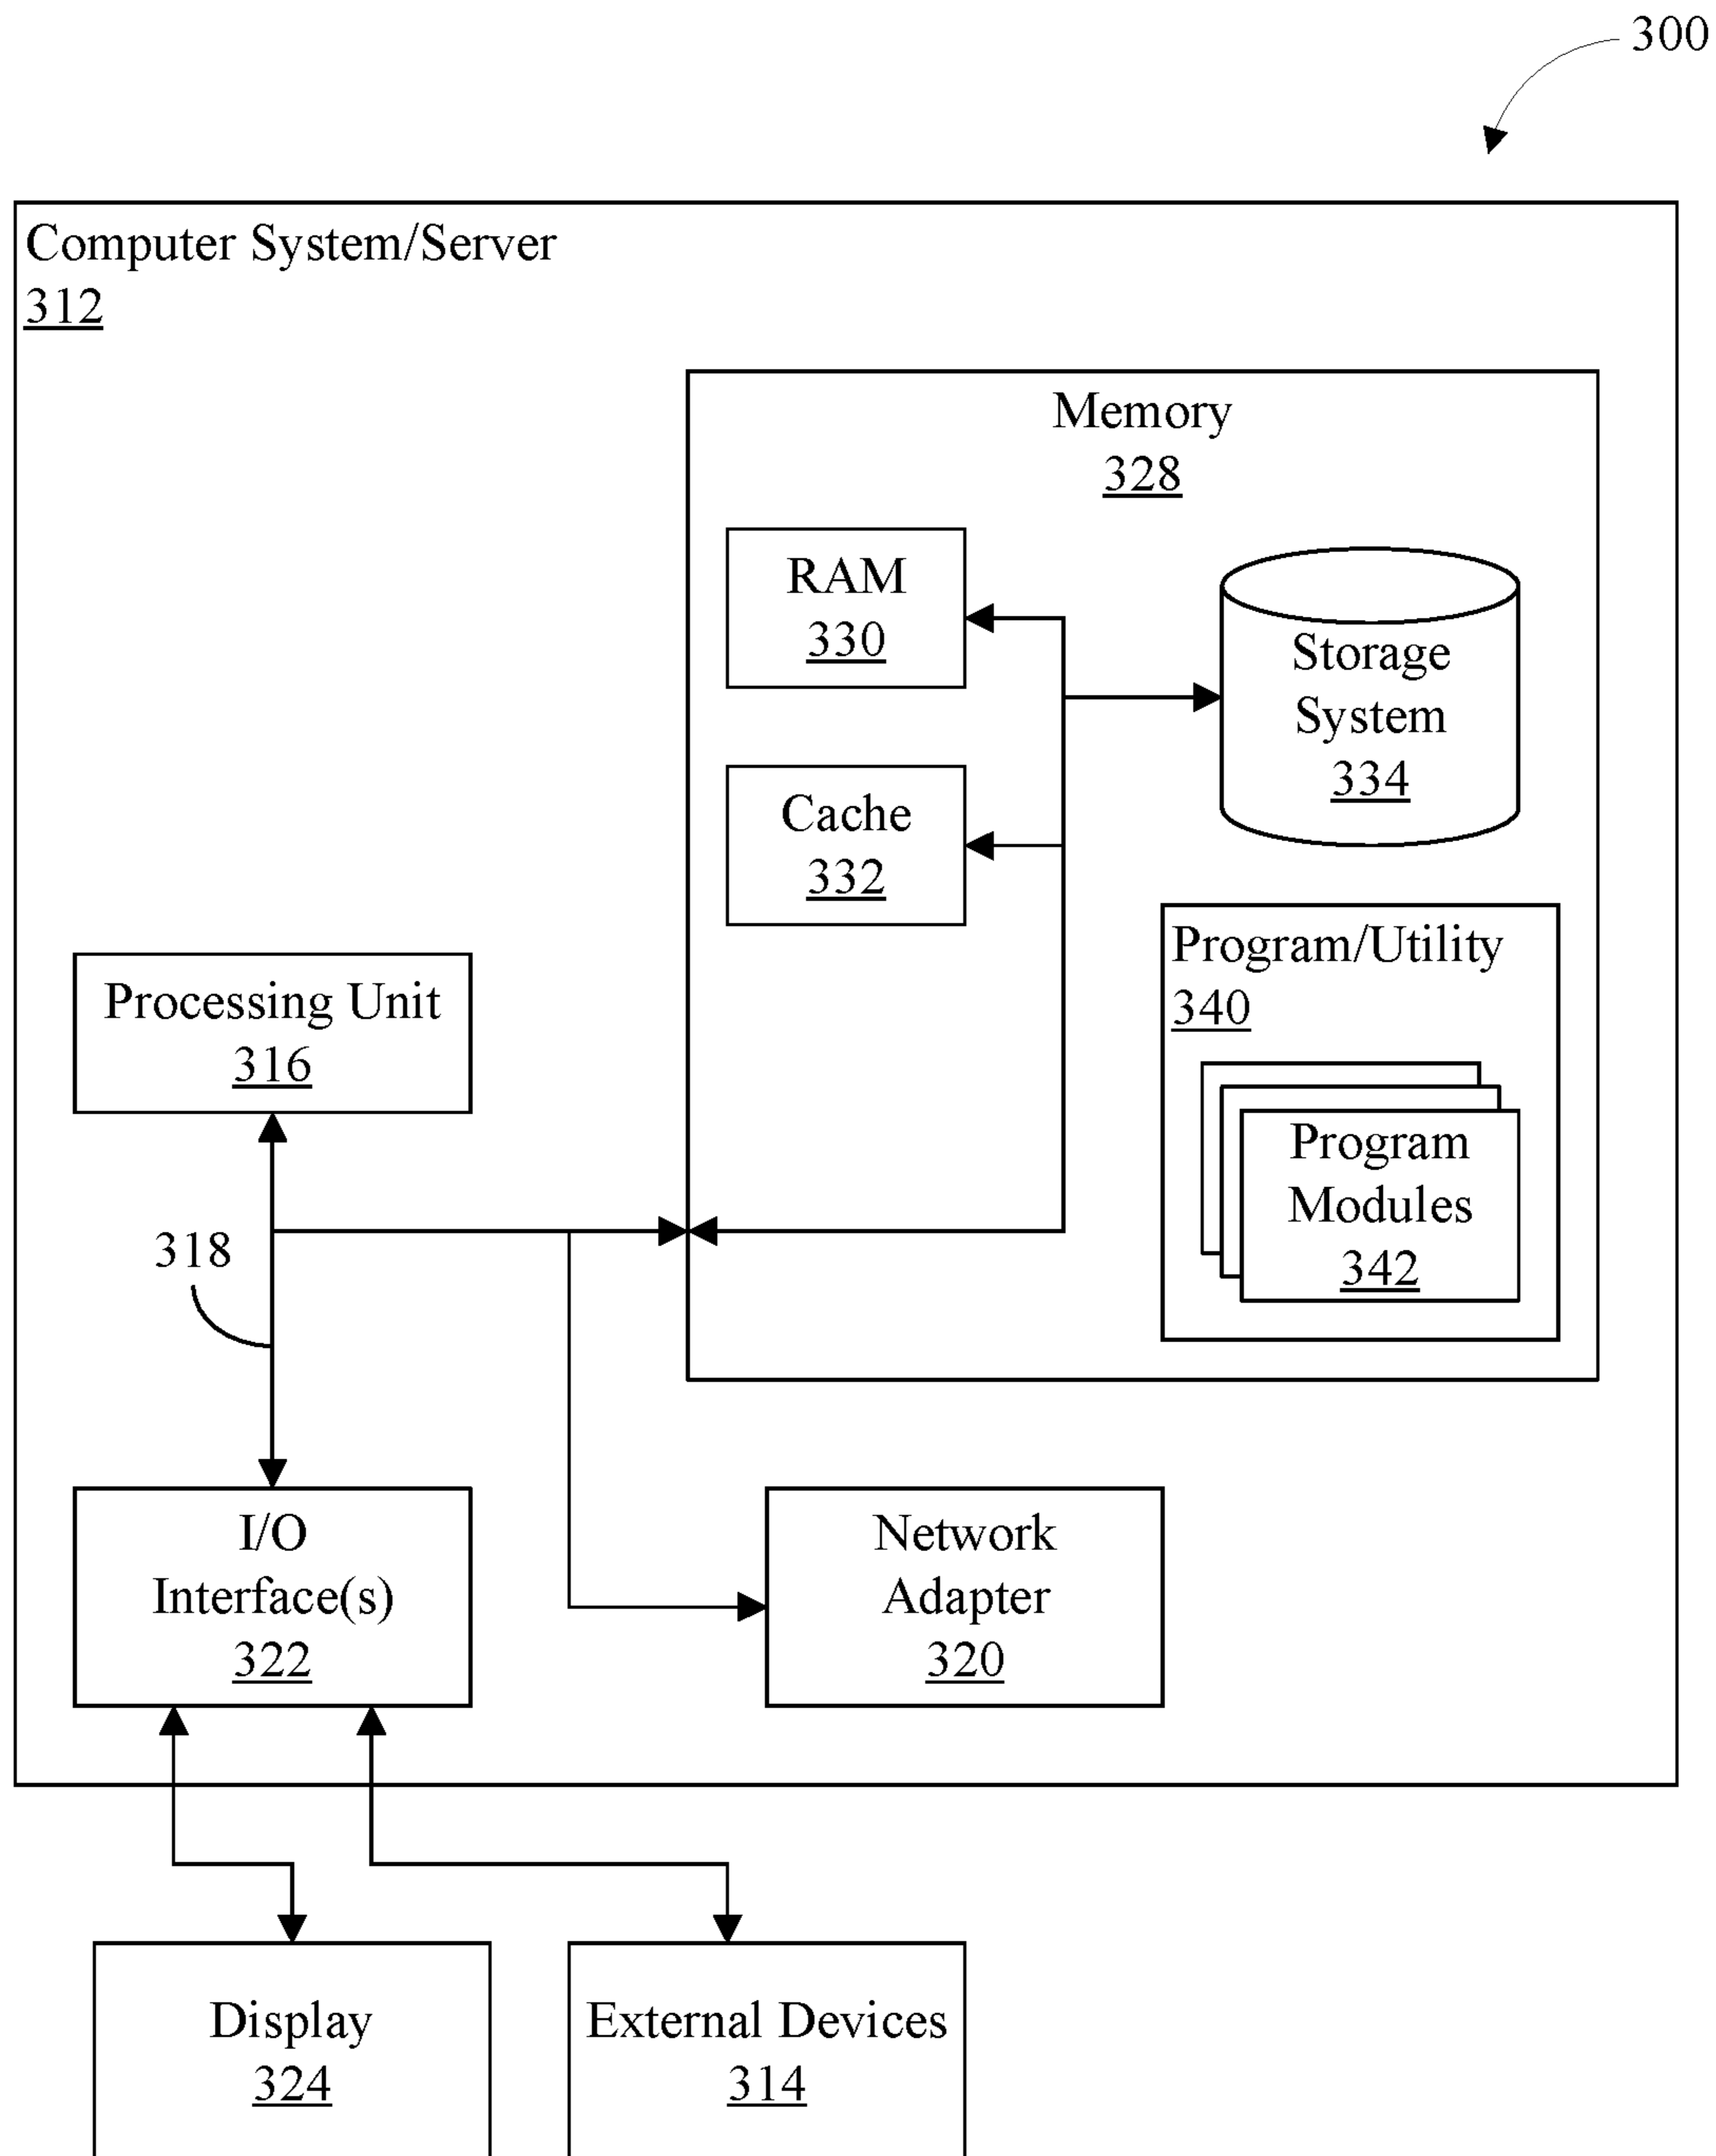 300
Computer System/Server
312
Memory
328
RAM
330
Storage
System
334
Cache
332
Program/Utility
340
Processing Unit
316
Program
Modules
342
318
I/O
Interface(s)
322
Network
Adapter
320
Display
324
External Devices
314